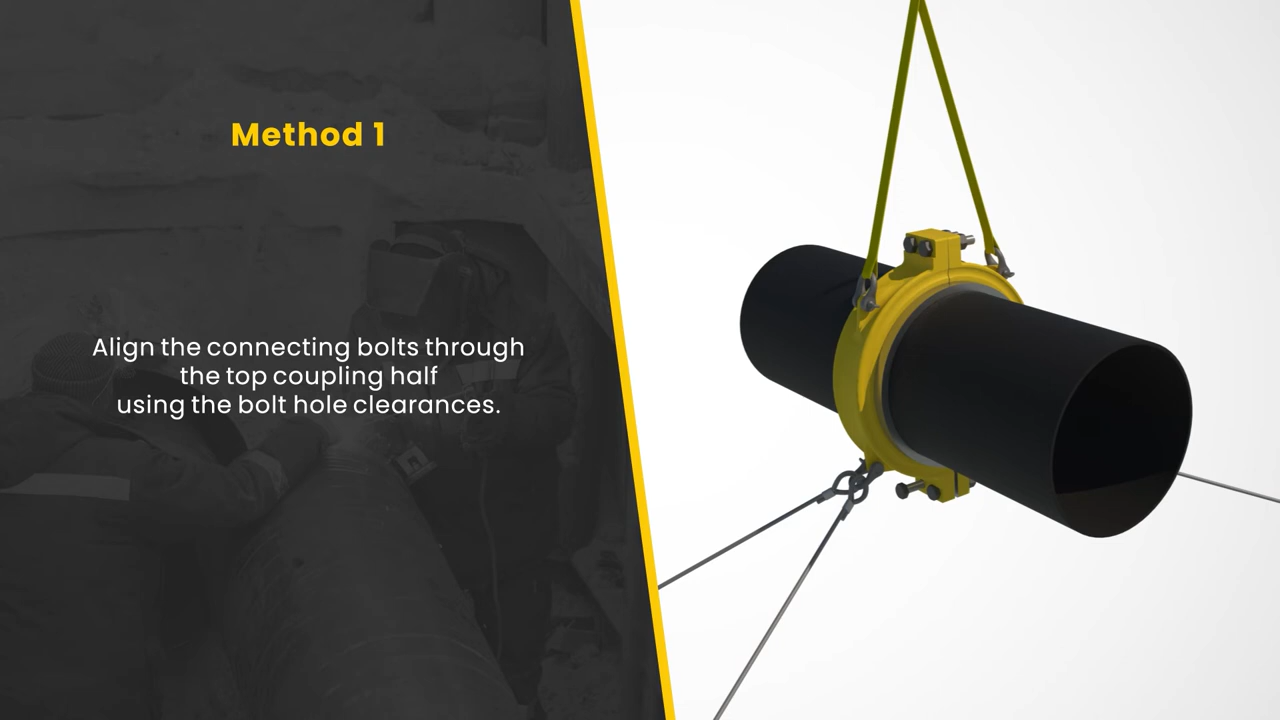 Method 1
Align the connecting bolts through
the top coupling half
using the bolt hole clearances.